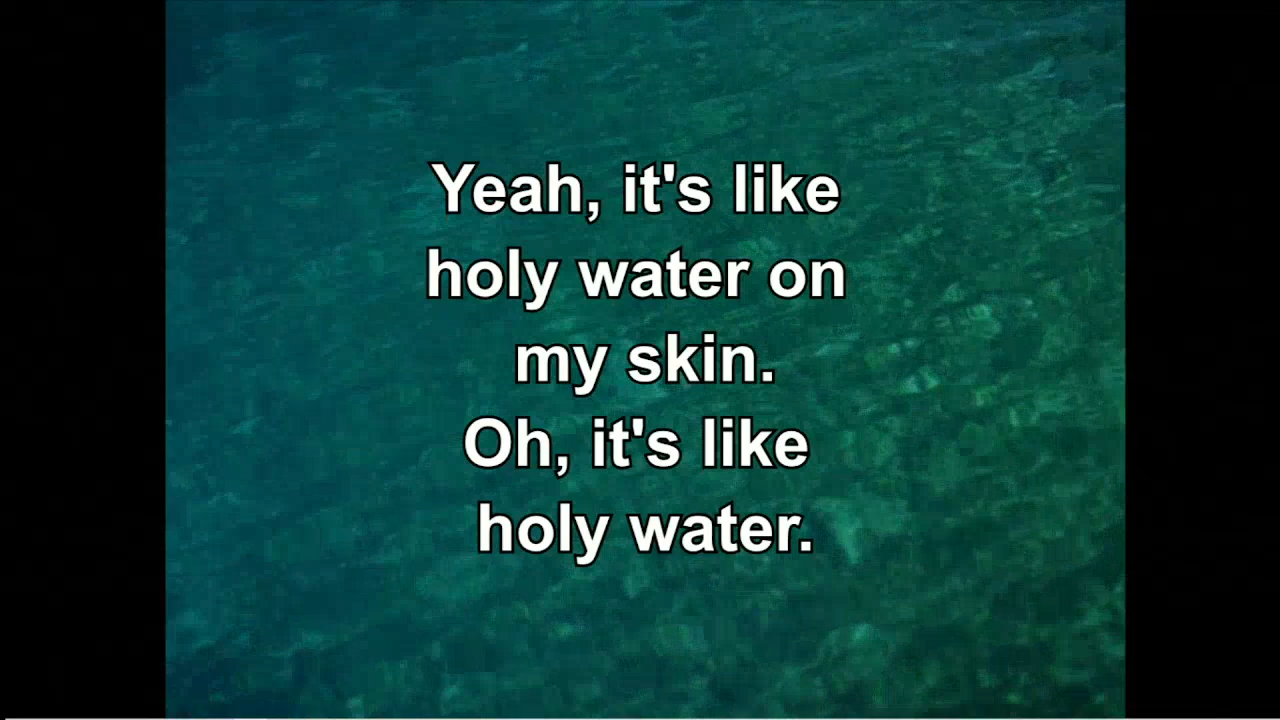 Yeah, it's like
holy water on
my skin.
Oh, it's like
holy water.